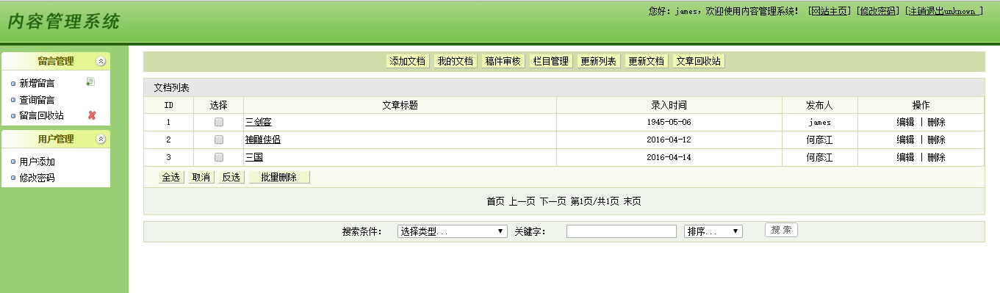 内容管理系统
您好：james，欢迎使用内容管理系统！ [网站主页] [修改密码] [注销退出unknown ]
留言管理
新增留言
查询留言
留言回收站
用户管理
用户添加
修改密码
添加文档 我的文档 稿件审核 栏目管理 更新列表 更新文档 文章回收站
文档列表
ID 选择 文章标题 录入时间 发布人 操作
1 三剑客 1945-05-06 james 编辑 | 删除
2 神雕侠侣 2016-04-12 何彦江 编辑 | 删除
3 三国 2016-04-14 何彦江 编辑 | 删除
全选 取消 反选 批量删除
首页 上一页 下一页 第1页/共1页 末页
搜索条件： 选择类型... 关键字： 排序... 搜 索